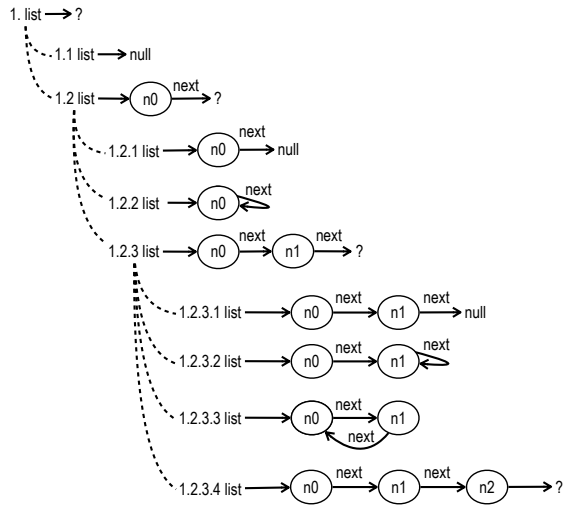 1. list ?
1.1 list null
next
1.2 list n0 ?
next
1.2.1 list n0 null
next
1.2.2 list n0
next next
1.2.3 list n0 n1 ?
next next
1.2.3.1 list n0 n1 null
next next
1.2.3.2 list n0 n1
next
1.2.3.3 list n0 n1
next
next next
1.2.3.4 list n0 n1 n2 ?